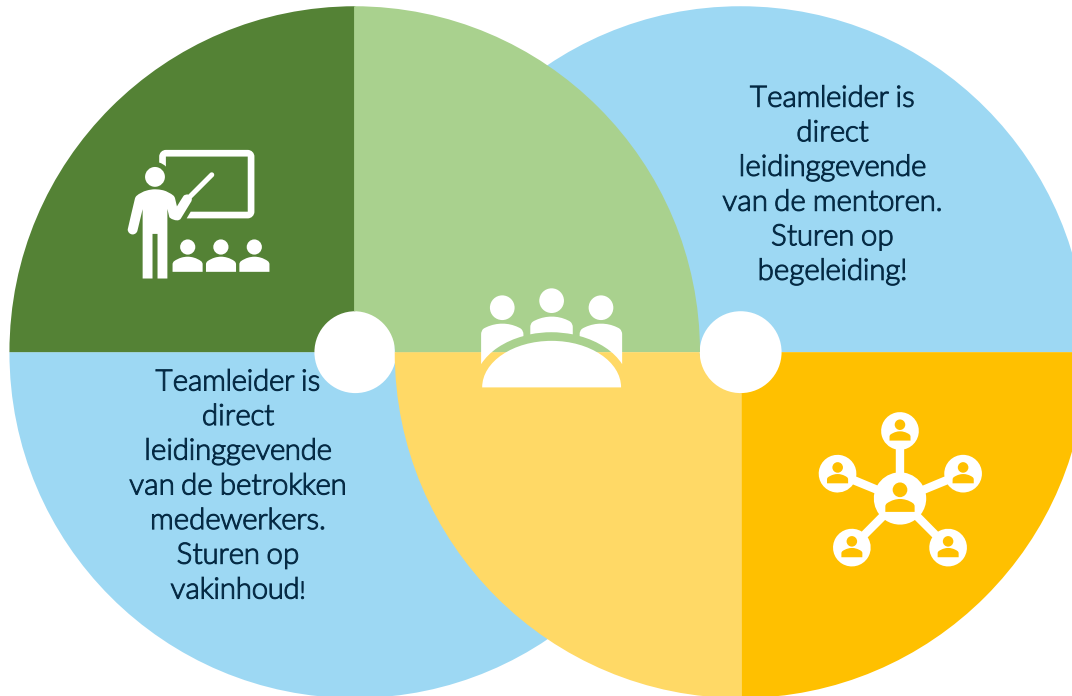 Teamleider is
direct
leidinggevende
van de mentoren.
Sturen op
begeleiding!
Teamleider is
direct
leidinggevende
van de betrokken
medewerkers.
Sturen op
vakinhoud!